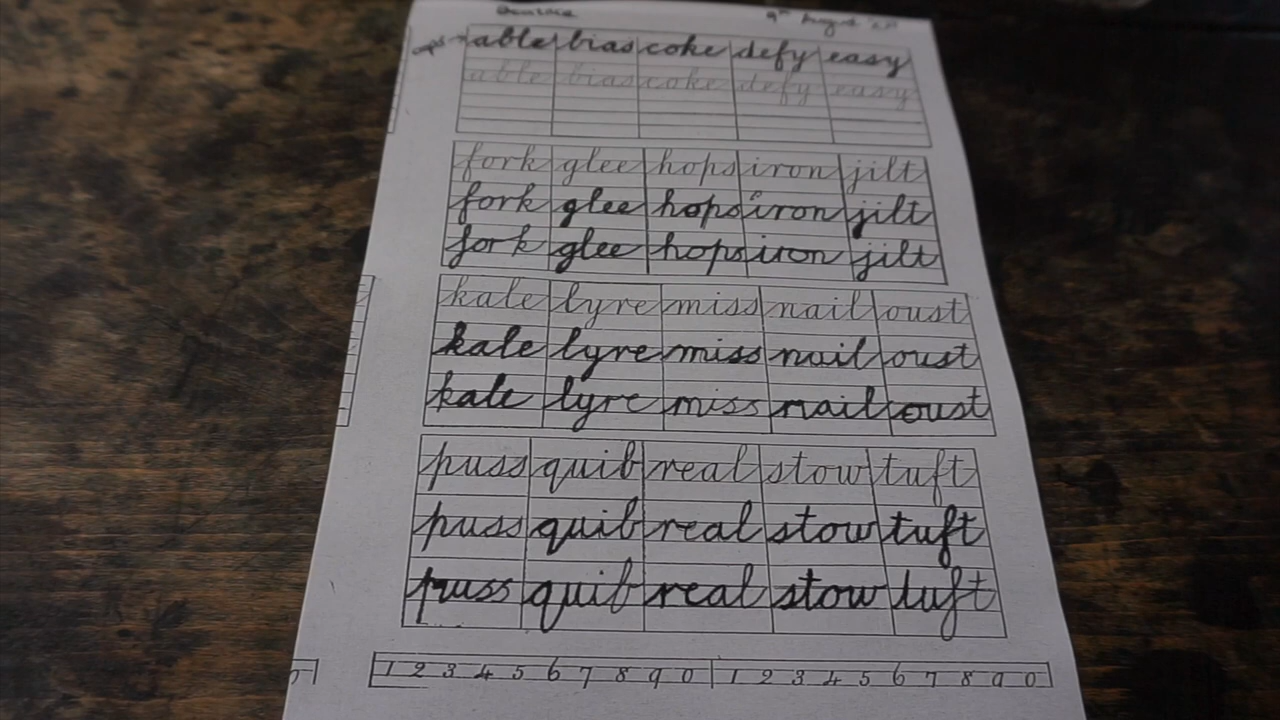 9th August
able bias coke defy easy
able bias coke defy easy
fork glee hops iron jilt
fork glee hops iron jilt
fork glee hops iron jilt
kale lyre miss nail oust
kale lyre miss nail oust
kale lyre miss nail oust
puss quib real stow tuft
puss quib real stow tuft
puss quib real stow tuft
1 2 3 4 5 6 7 8 9 0 1 2 3 4 5 6 7 8 9 0